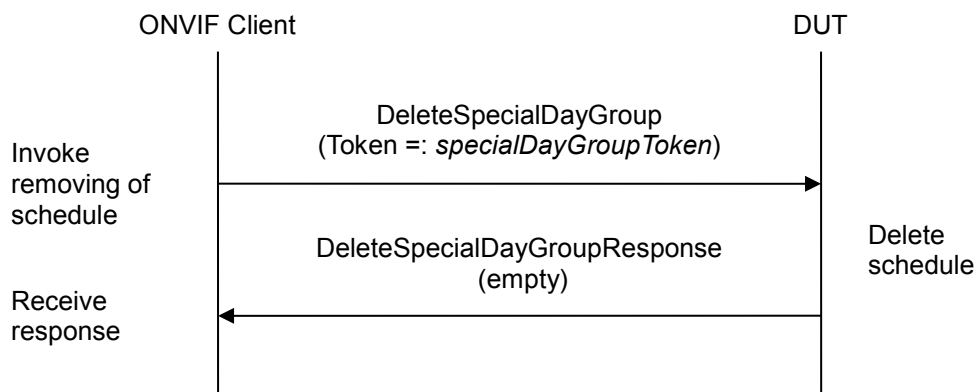 ONVIF Client
DUT
DeleteSpecialDayGroup
(Token =: specialDayGroupToken)
Invoke
removing of
schedule
DeleteSpecialDayGroupResponse
(empty)
Delete
schedule
Receive
response